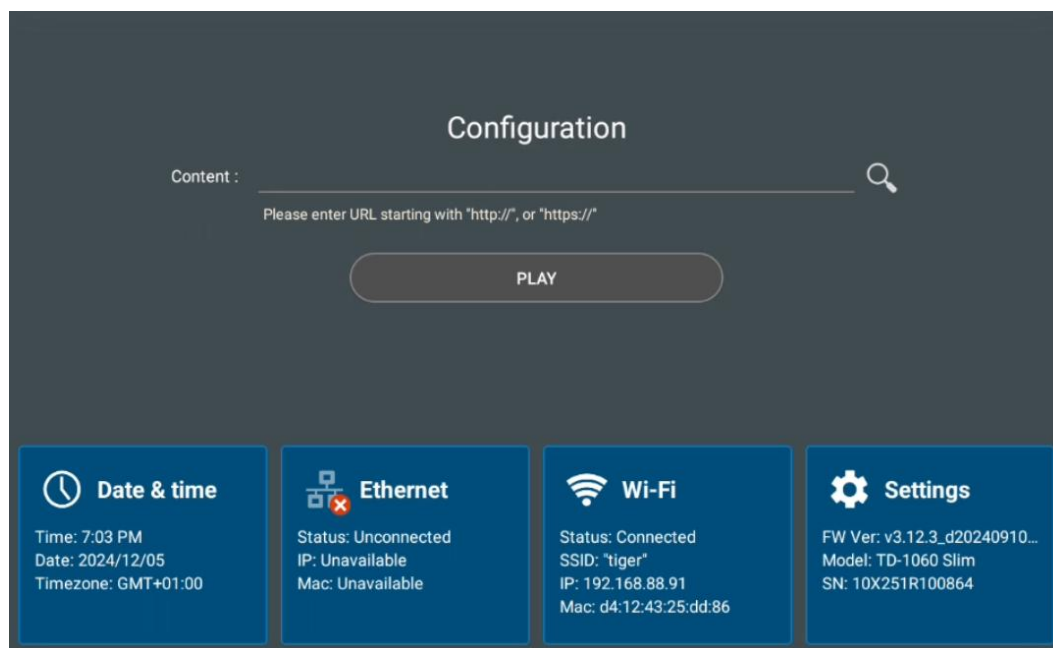 Configuration
Content :
Please enter URL starting with "http://", or "https://"
PLAY
Date & time
Time: 7:03 PM
Date: 2024/12/05
Timezone: GMT+01:00
Ethernet
Status: Unconnected
IP: Unavailable
Mac: Unavailable
Wi-Fi
Status: Connected
SSID: "tiger"
IP: 192.168.88.91
Mac: d4:12:43:25:dd:86
Settings
FW Ver: v3.12.3_d20240910...
Model: TD-1060 Slim
SN: 10X251R100864